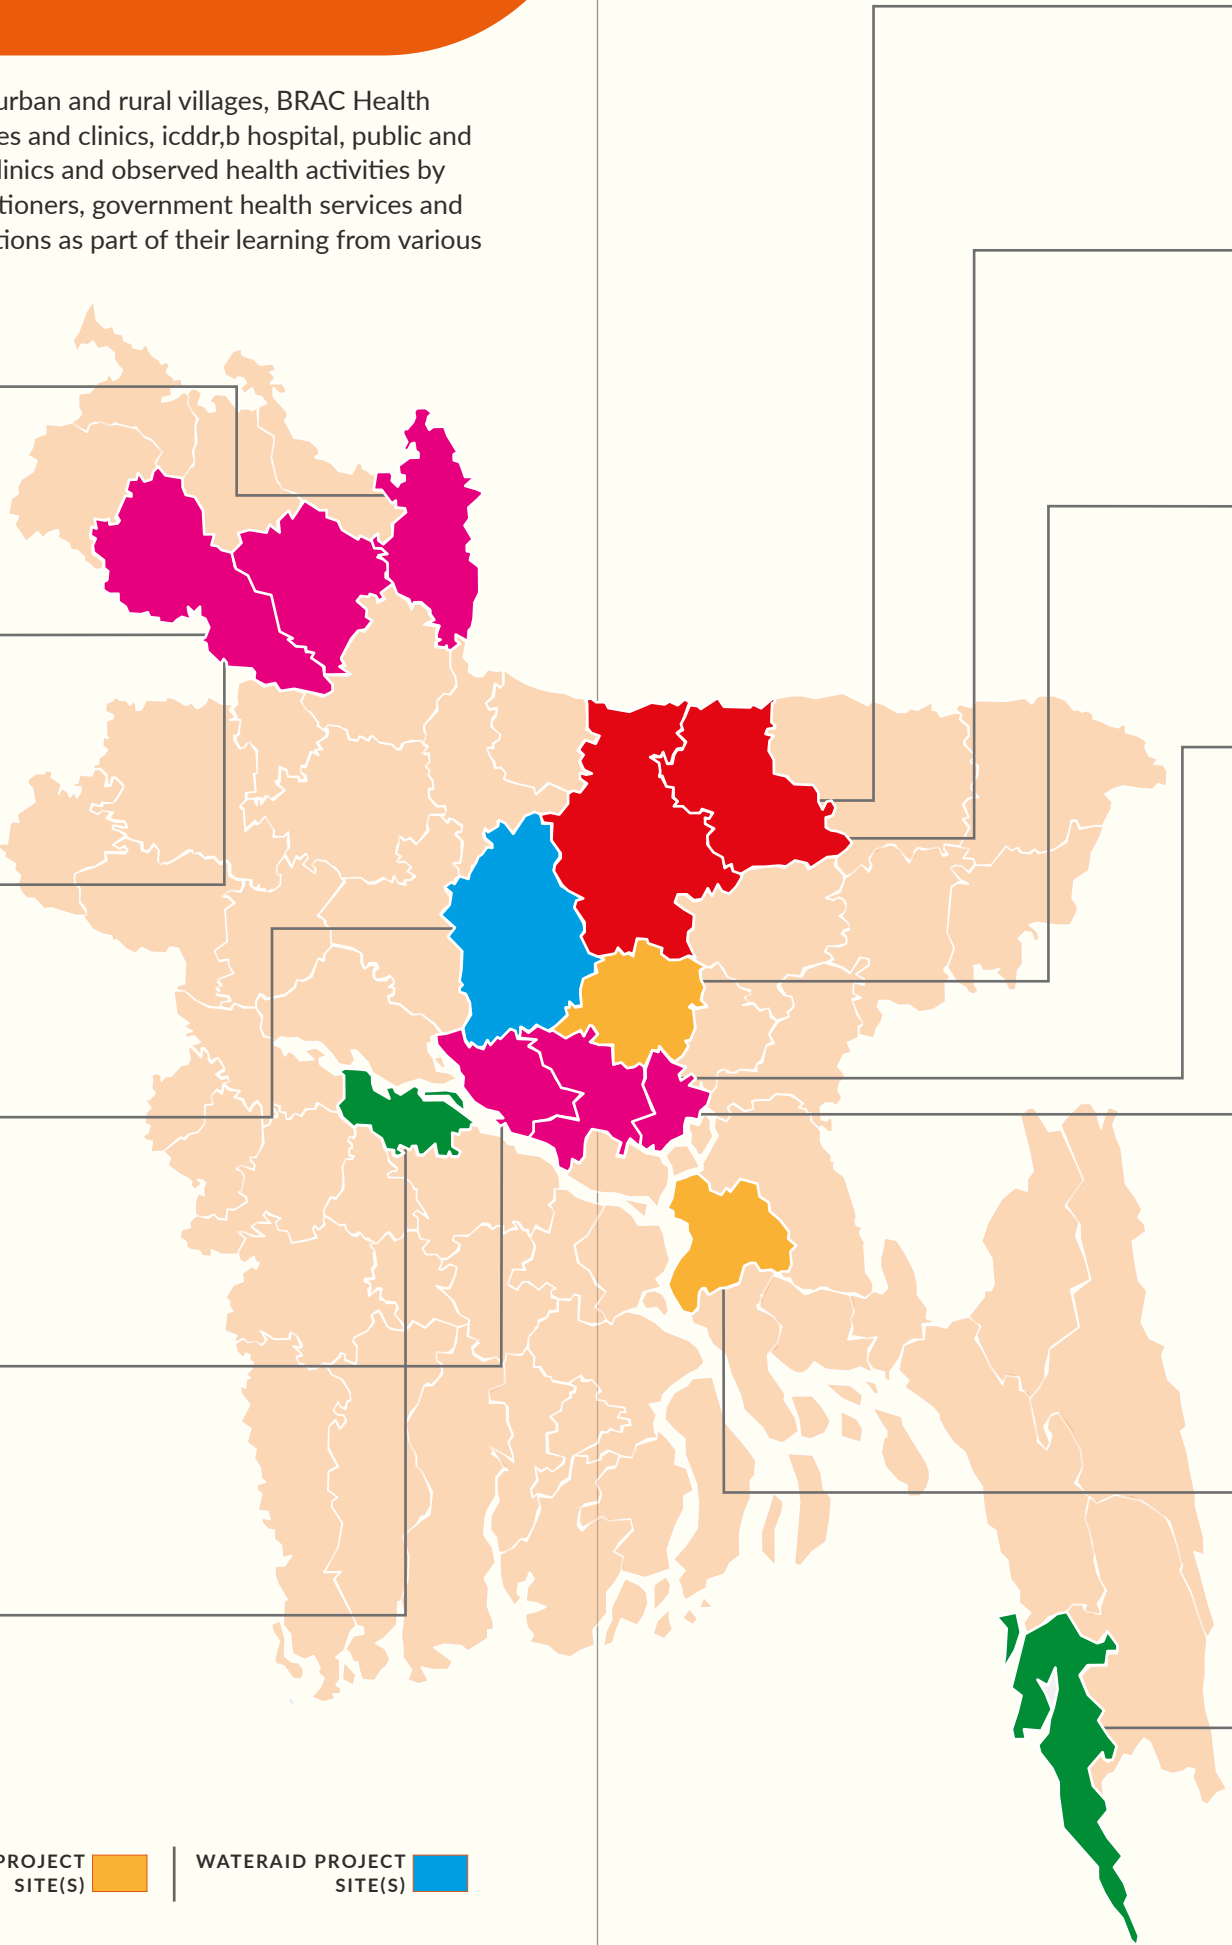 urban and rural villages, BRAC Health
es and clinics, icddr,b hospital, public and
linics and observed health activities by
tioners, government health services and
tions as part of their learning from various
PROJECT
SITE(S)
WATERAID PROJECT
SITE(S)